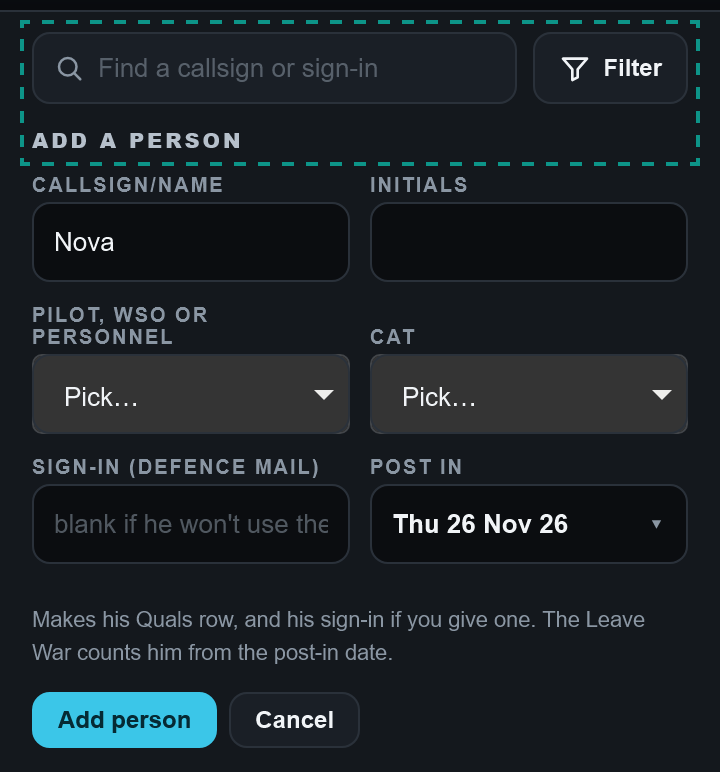 Find a callsign or sign-in
Filter
ADD A PERSON
CALLSIGN/NAME
INITIALS
Nova
PILOT, WSO OR
PERSONNEL
CAT
Pick…
Pick…
SIGN-IN (DEFENCE MAIL)
POST IN
blank if he won't use the
Thu 26 Nov 26
Makes his Quals row, and his sign-in if you give one. The Leave
War counts him from the post-in date.
Add person
Cancel